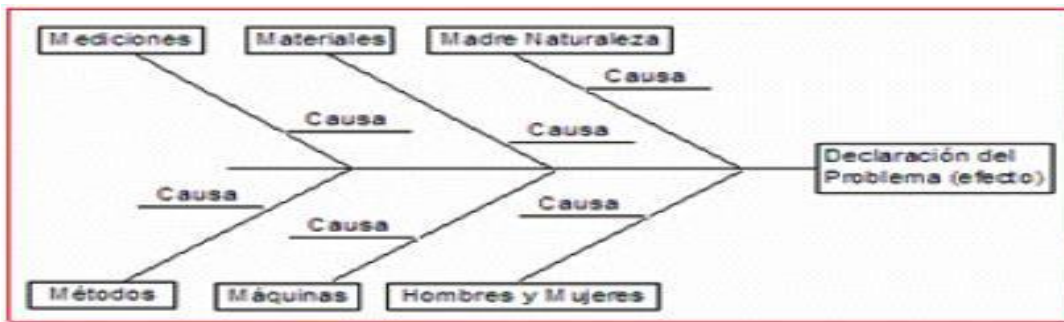 Mediciones
Materiales
Madre Naturaleza
Causa
Causa
Causa
Declaración del
Problema (efecto)
Causa
Causa
Causa
Métodos
Máquinas
Hombres y Mujeres